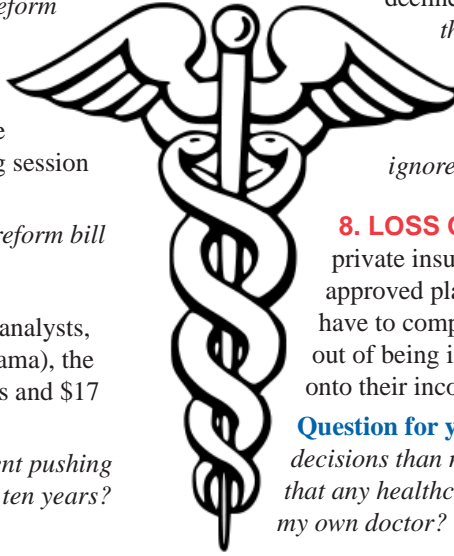 reform
e
g session
reform bill
analysts,
ama), the
s and $17
ent pushing
ten years?
th
ignore
8. LOSS O
private insu
approved pla
have to comp
out of being i
onto their inco
Question for y
decisions than m
that any healthc
my own doctor?